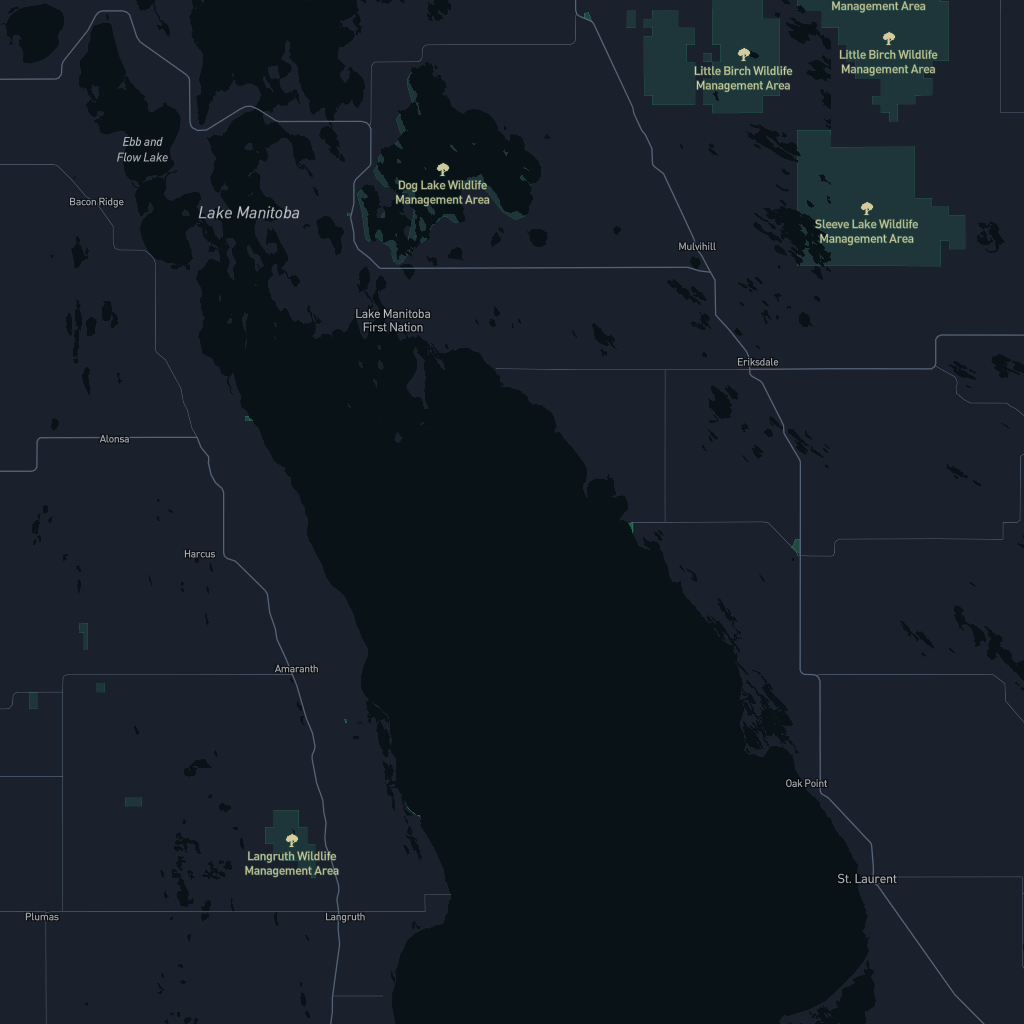 Management Area
Little Birch Wildlife
Management Area
Little Birch Wildlife
Management Area
Ebb and
Flow Lake
Dog Lake Wildlife
Management Area
Bacon Ridge
Lake Manitoba
Sleeve Lake Wildlife
Management Area
Mulvihill
Lake Manitoba
First Nation
Eriksdale
Alonsa
Harcus
Amaranth
Oak Point
Langruth Wildlife
Management Area
St. Laurent
Plumas
Langruth